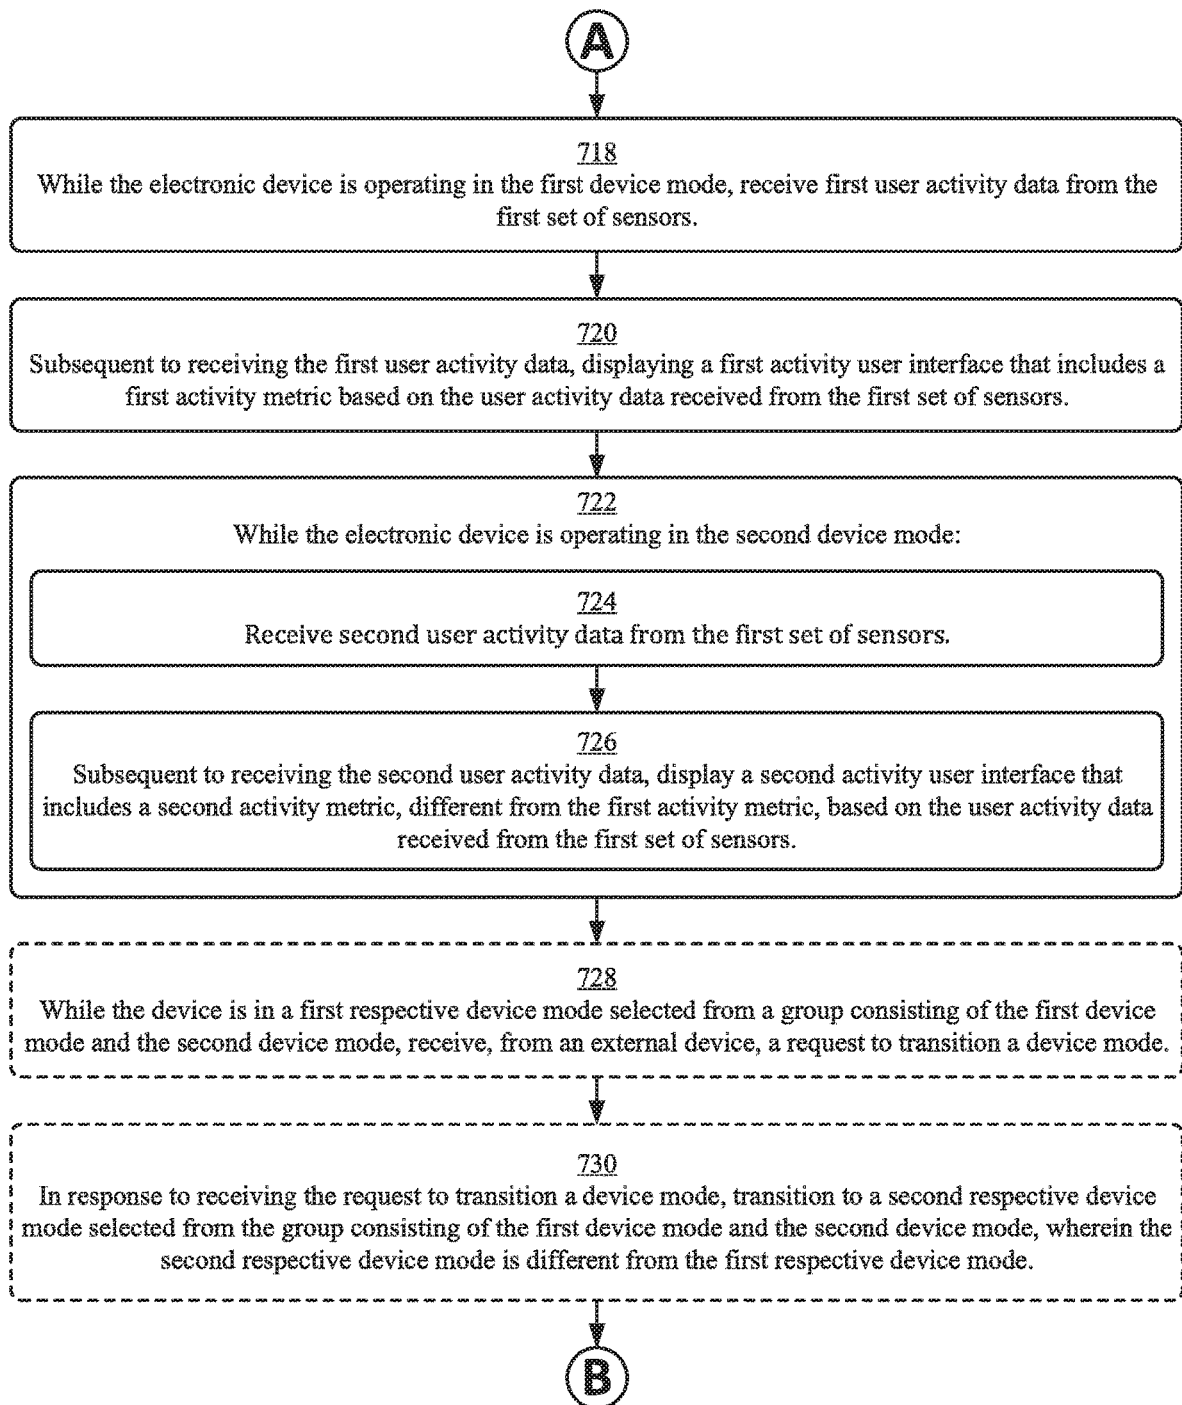 A
718
While the electronic device is operating in the first device mode, receive first user activity data from the
first set of sensors.
720
Subsequent to receiving the first user activity data, displaying a first activity user interface that includes a
first activity metric based on the user activity data received from the first set of sensors.
722
While the electronic device is operating in the second device mode:
724
Receive second user activity data from the first set of sensors.
726
Subsequent to receiving the second user activity data, display a second activity user interface that
includes a second activity metric, different from the first activity metric, based on the user activity data
received from the first set of sensors.
728
While the device is in a first respective device mode selected from a group consisting of the first device
mode and the second device mode, receive, from an external device, a request to transition a device mode.
730
In response to receiving the request to transition a device mode, transition to a second respective device
mode selected from the group consisting of the first device mode and the second device mode, wherein the
second respective device mode is different from the first respective device mode.
B